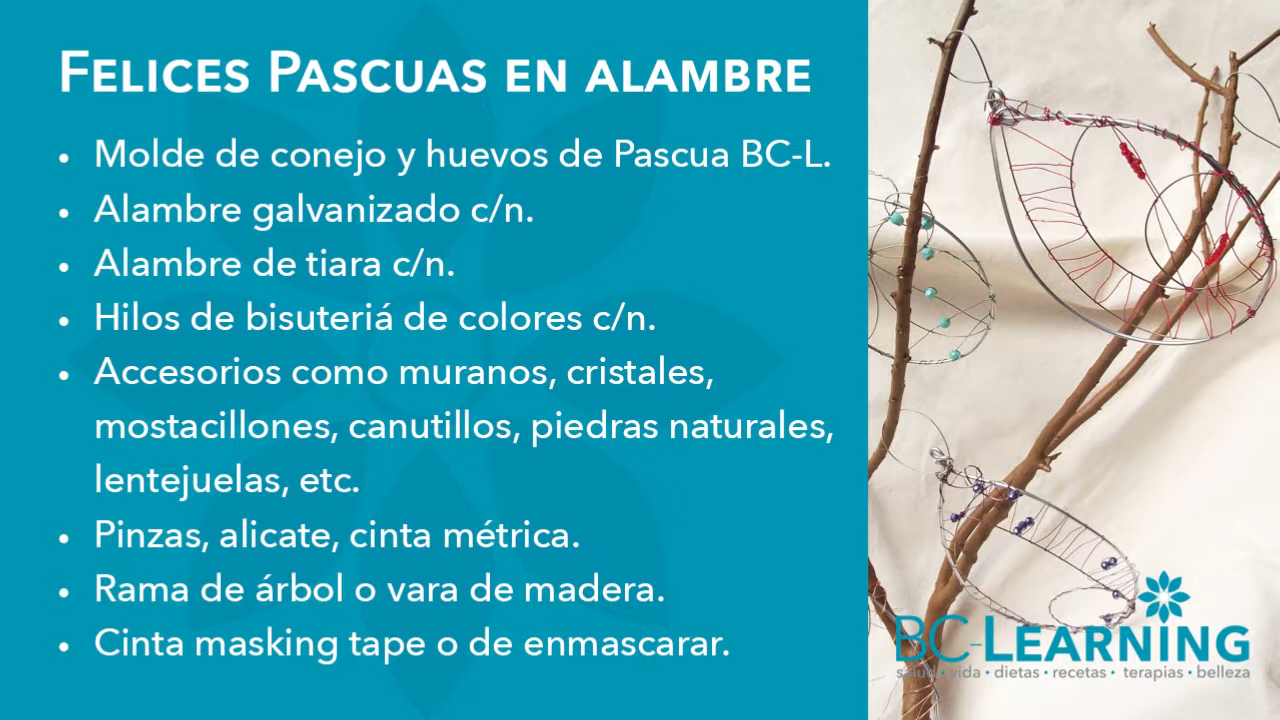 FELICES PASCUAS EN ALAMBRE
• Molde de conejo y huevos de Pascua BC-L.
• Alambre galvanizado c/n.
• Alambre de tiara c/n.
• Hilos de bisuteriá de colores c/n.
• Accesorios como muranos, cristales,
mostacillones, canutillos, piedras naturales,
lentejuelas, etc.
• Pinzas, alicate, cinta métrica.
• Rama de árbol o vara de madera.
• Cinta masking tape o de enmascarar.
BC-LEARNING
salud • vida • dietas • recetas • terapias • belleza